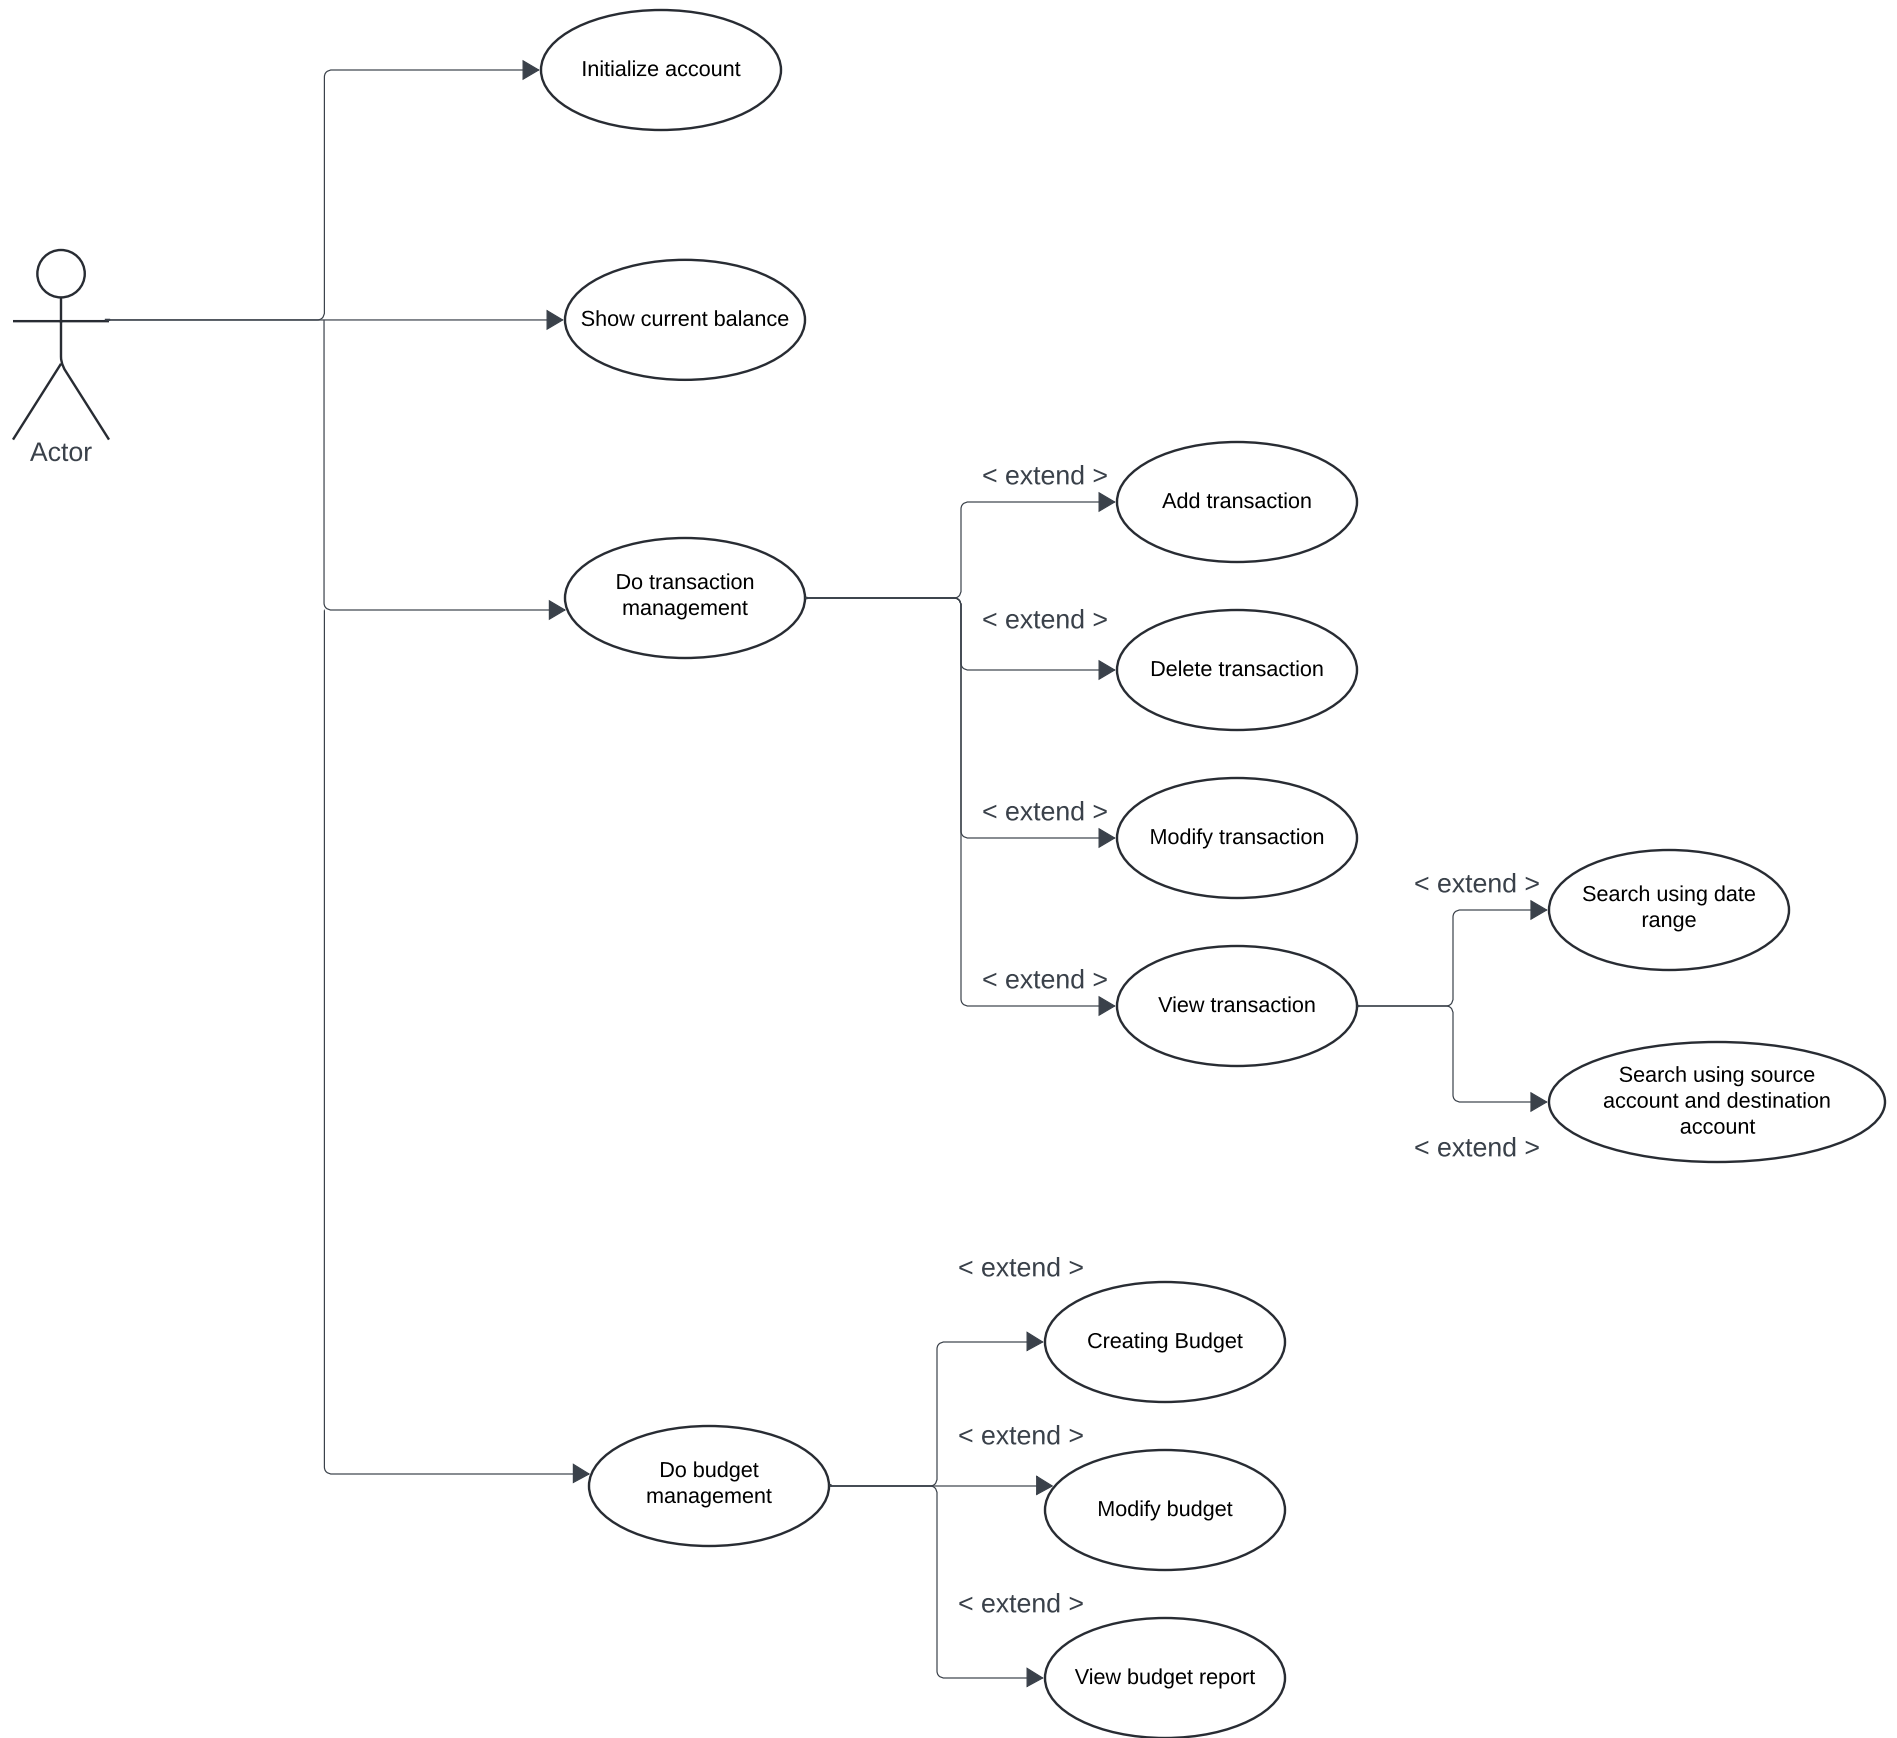 Initialize account
Show current balance
Actor
< extend >
Add transaction
Do transaction
management
< extend >
Delete transaction
< extend >
Modify transaction
< extend >
Search using date
range
< extend >
View transaction
Search using source
account and destination
account
< extend >
< extend >
Creating Budget
< extend >
Do budget
management
Modify budget
< extend >
View budget report